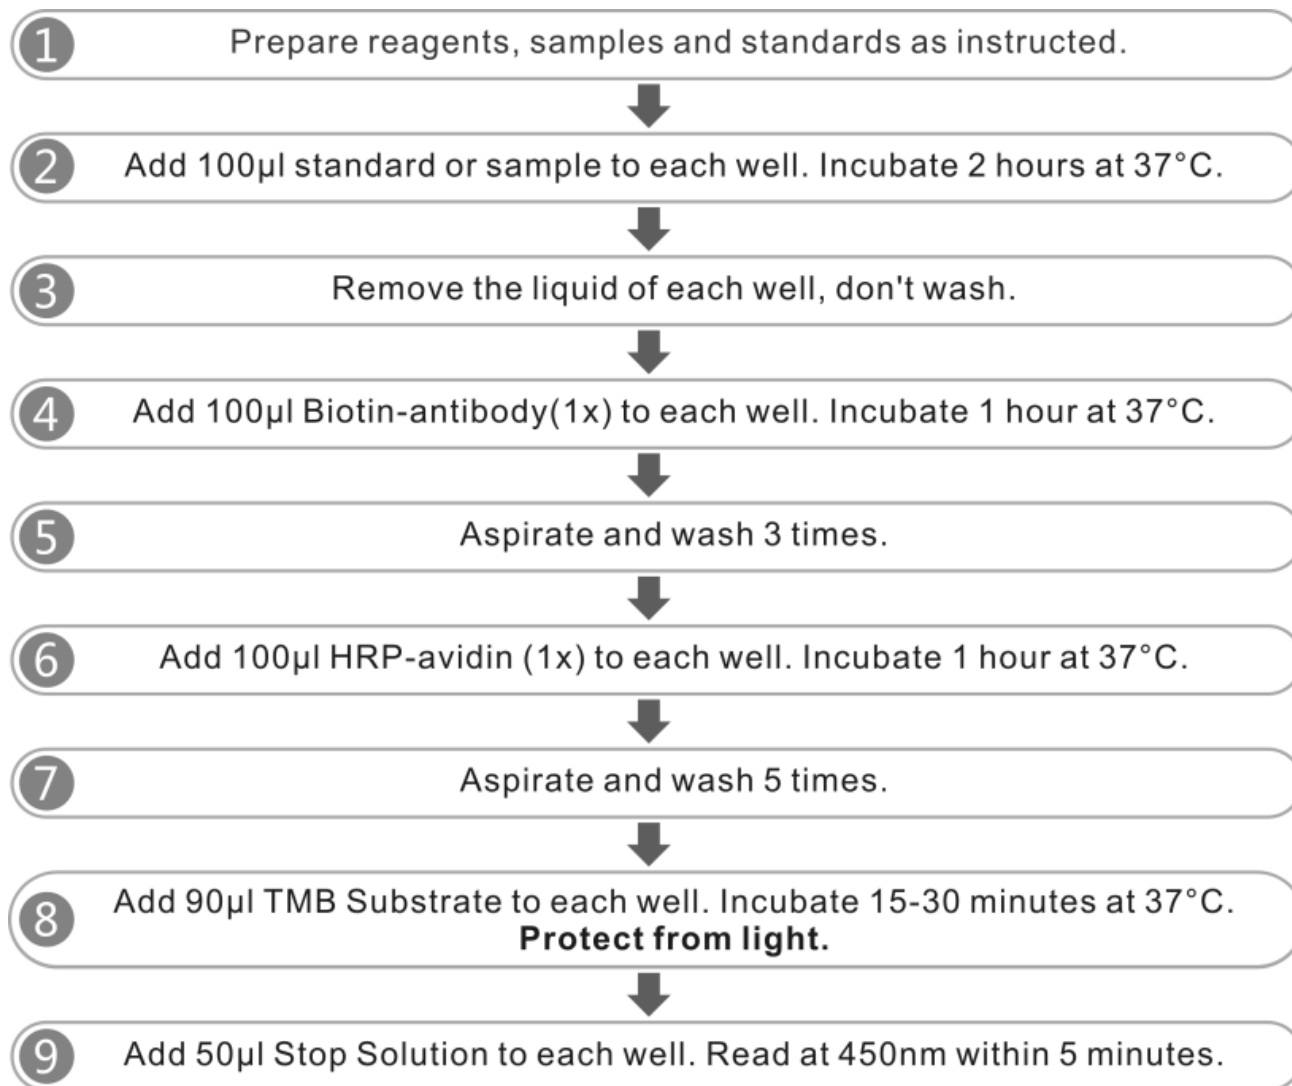 1 Prepare reagents, samples and standards as instructed.
2 Add 100μl standard or sample to each well. Incubate 2 hours at 37°C.
3 Remove the liquid of each well, don't wash.
4 Add 100μl Biotin-antibody(1x) to each well. Incubate 1 hour at 37°C.
5 Aspirate and wash 3 times.
6 Add 100μl HRP-avidin (1x) to each well. Incubate 1 hour at 37°C.
7 Aspirate and wash 5 times.
8 Add 90μl TMB Substrate to each well. Incubate 15-30 minutes at 37°C.
Protect from light.
9 Add 50μl Stop Solution to each well. Read at 450nm within 5 minutes.